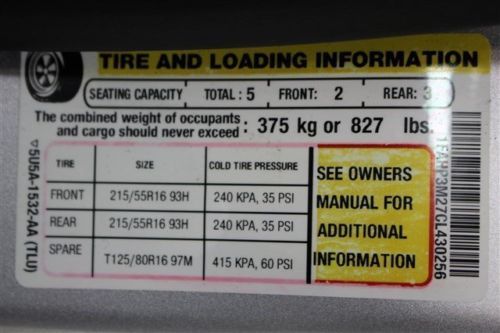 TIRE AND LOADING INFORMATION
SEATING CAPACITY TOTAL : 5 FRONT: 2 REAR: 3
The combined weight of occupants
and cargo should never exceed : 375 kg or 827 lbs.
TIRE SIZE COLD TIRE PRESSURE
FRONT 215/55R16 93H 240 KPA, 35 PSI
REAR 215/55R16 93H 240 KPA, 35 PSI
SPARE T125/80R16 97M 415 KPA, 60 PSI
SEE OWNERS
MANUAL FOR
ADDITIONAL
INFORMATION
5U5A-1532-AA (TLU)